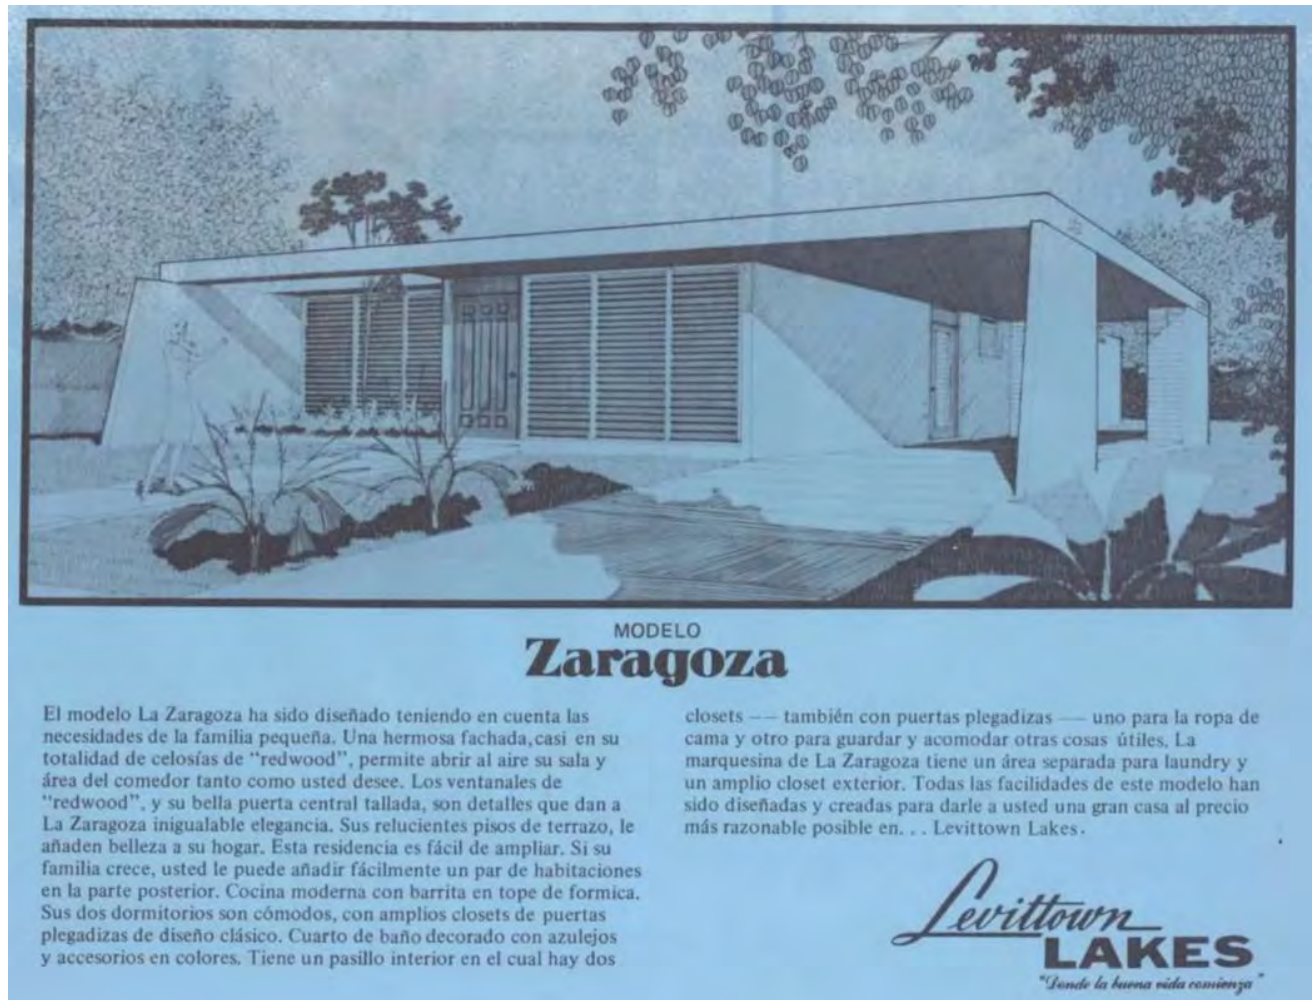 MODELO
Zaragoza
El modelo La Zaragoza ha sido diseñado teniendo en cuenta las
necesidades de la familia pequeña. Una hermosa fachada, casi en su
totalidad de celosías de “redwood”, permite abrir al aire su sala y
área del comedor tanto como usted desee. Los ventanales de
“redwood”, y su bella puerta central tallada, son detalles que dan a
La Zaragoza inigualable elegancia. Sus relucientes pisos de terrazo, le
añaden belleza a su hogar. Esta residencia es fácil de ampliar. Si su
familia crece, usted le puede añadir fácilmente un par de habitaciones
en la parte posterior. Cocina moderna con barrita en tope de formica.
Sus dos dormitorios son cómodos, con amplios closets de puertas
plegadizas de diseño clásico. Cuarto de baño decorado con azulejos
y accesorios en colores. Tiene un pasillo interior en el cual hay dos
closets –– también con puertas plegadizas –– uno para la ropa de
cama y otro para guardar y acomodar otras cosas útiles. La
marquesina de La Zaragoza tiene un área separada para laundry y
un amplio closet exterior. Todas las facilidades de este modelo han
sido diseñadas y creadas para darle a usted una gran casa al precio
más razonable posible en. . . Levittown Lakes.
Levittown
LAKES
"Donde la buena vida comienza"